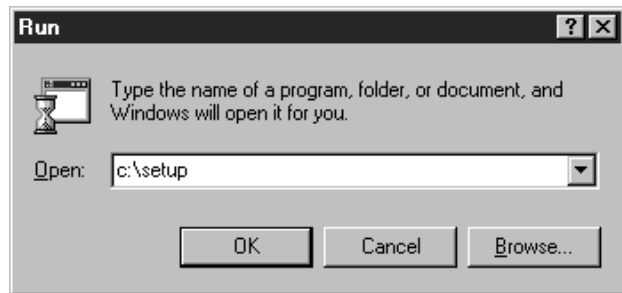 Run
Type the name of a program, folder, or document, and
Windows will open it for you.
Open: c:\setup
OK Cancel Browse...